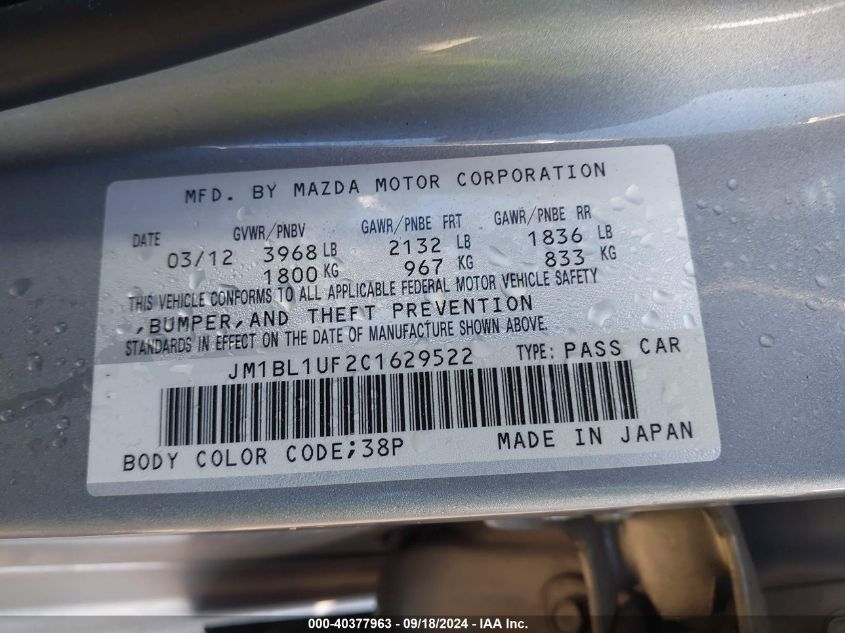 MFD. BY MAZDA MOTOR CORPORATION
DATE GVWR/PNBV GAWR/PNBE FRT GAWR/PNBE RR
03/12 3968 LB 2132 LB 1836 LB
1800 KG 967 KG 833 KG
THIS VEHICLE CONFORMS TO ALL APPLICABLE FEDERAL MOTOR VEHICLE SAFETY
,BUMPER,AND THEFT PREVENTION
STANDARDS IN EFFECT ON THE DATE OF MANUFACTURE SHOWN ABOVE.
JM1BL1UF2C1629522 TYPE: PASS CAR
BODY COLOR CODE;38P MADE IN JAPAN
000-40377963 - 09/18/2024 - IAA Inc.